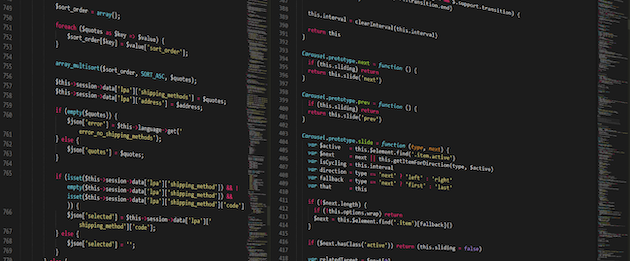 749
750 $sort_order = array();
751
752 foreach ($quotes as $key => $value) {
753 $sort_order[$key] = $value['sort_order'];
754 }
755
756 array_multisort($sort_order, SORT_ASC, $quotes);
757
758 $this->session->data['lpa']['shipping_methods'] = $quotes;
759 $this->session->data['lpa']['address'] = $address;
760 if (empty($quotes)) {
$json['error'] = $this->language->get('
error_no_shipping_methods');
761 } else {
762 $json['quotes'] = $quotes;
763 }
764
765 if (isset($this->session->data['lpa']['shipping_method']) &&
empty($this->session->data['lpa']['shipping_method']) &&
isset($this->session->data['lpa']['shipping_method']['code']
)) {
766 $json['selected'] = $this->session->data['lpa']['
shipping_method']['code'];
767 } else {
768 $json['selected'] = '';
769 }
.support.transition) {
388 this.interval = clearInterval(this.interval)
390 return this
Carousel.prototype.next = function () {
if (this.sliding) return
return this.slide('next')
}
Carousel.prototype.prev = function () {
if (this.sliding) return
return this.slide('prev')
}
Carousel.prototype.slide = function (type, next) {
var $active = this.$element.find('.item.active')
var $next = next || this.getItemForDirection(type, $active)
var isCycling = this.interval
var direction = type == 'next' ? 'left' : 'right'
var fallback = type == 'next' ? 'first' : 'last'
var that = this
if (!$next.length) {
if (!this.options.wrap) return
$next = this.$element.find('.item')[fallback]()
}
if ($next.hasClass('active')) return (this.sliding = false)